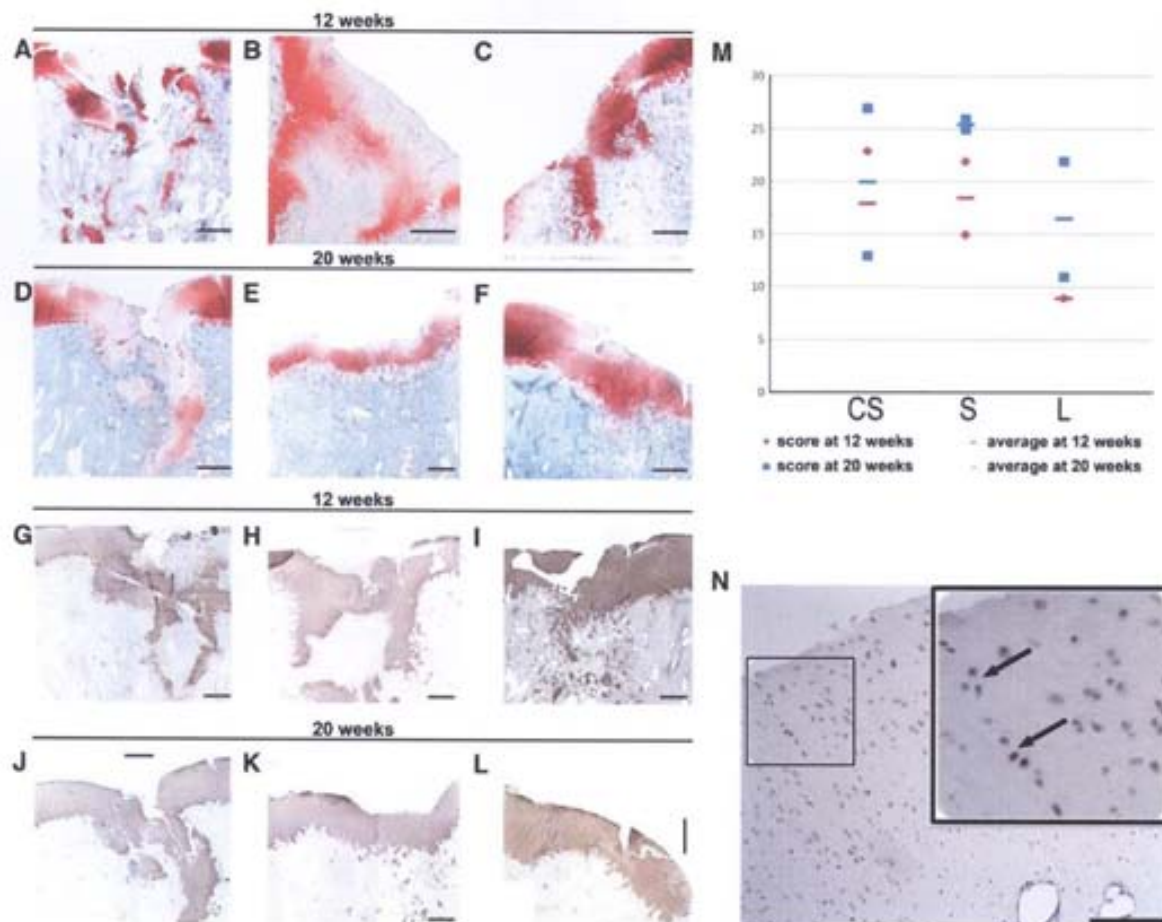 12 weeks
A B C
20 weeks
D E F
12 weeks
G H I
20 weeks
J K L
M
30
25
20
15
10
5
0
CS S L
score at 12 weeks
average at 12 weeks
score at 20 weeks
average at 20 weeks
N